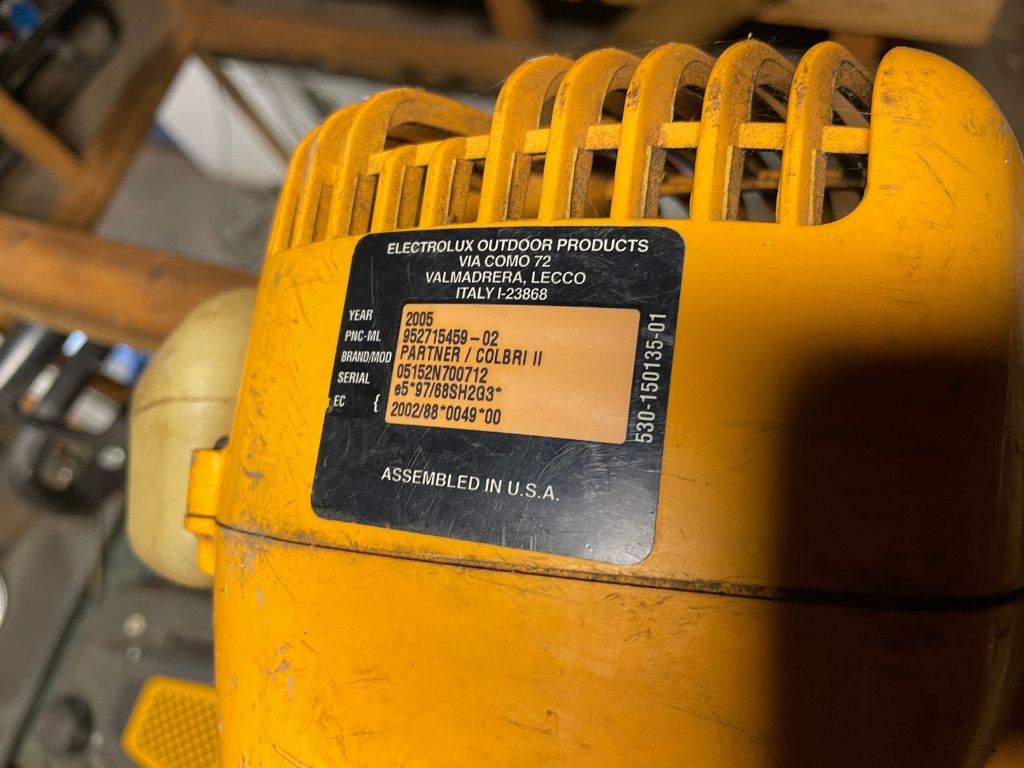 ELECTROLUX OUTDOOR PRODUCTS
VIA COMO 72
VALMADRERA, LECCO
ITALY I-23868
YEAR 2005
PNC-ML 952715459-02
BRAND/MOD PARTNER / COLBRI II
SERIAL 05152N700712
EC { e5*97/68SH2G3*
2002/88*0049*00
530-150135-01
ASSEMBLED IN U.S.A.